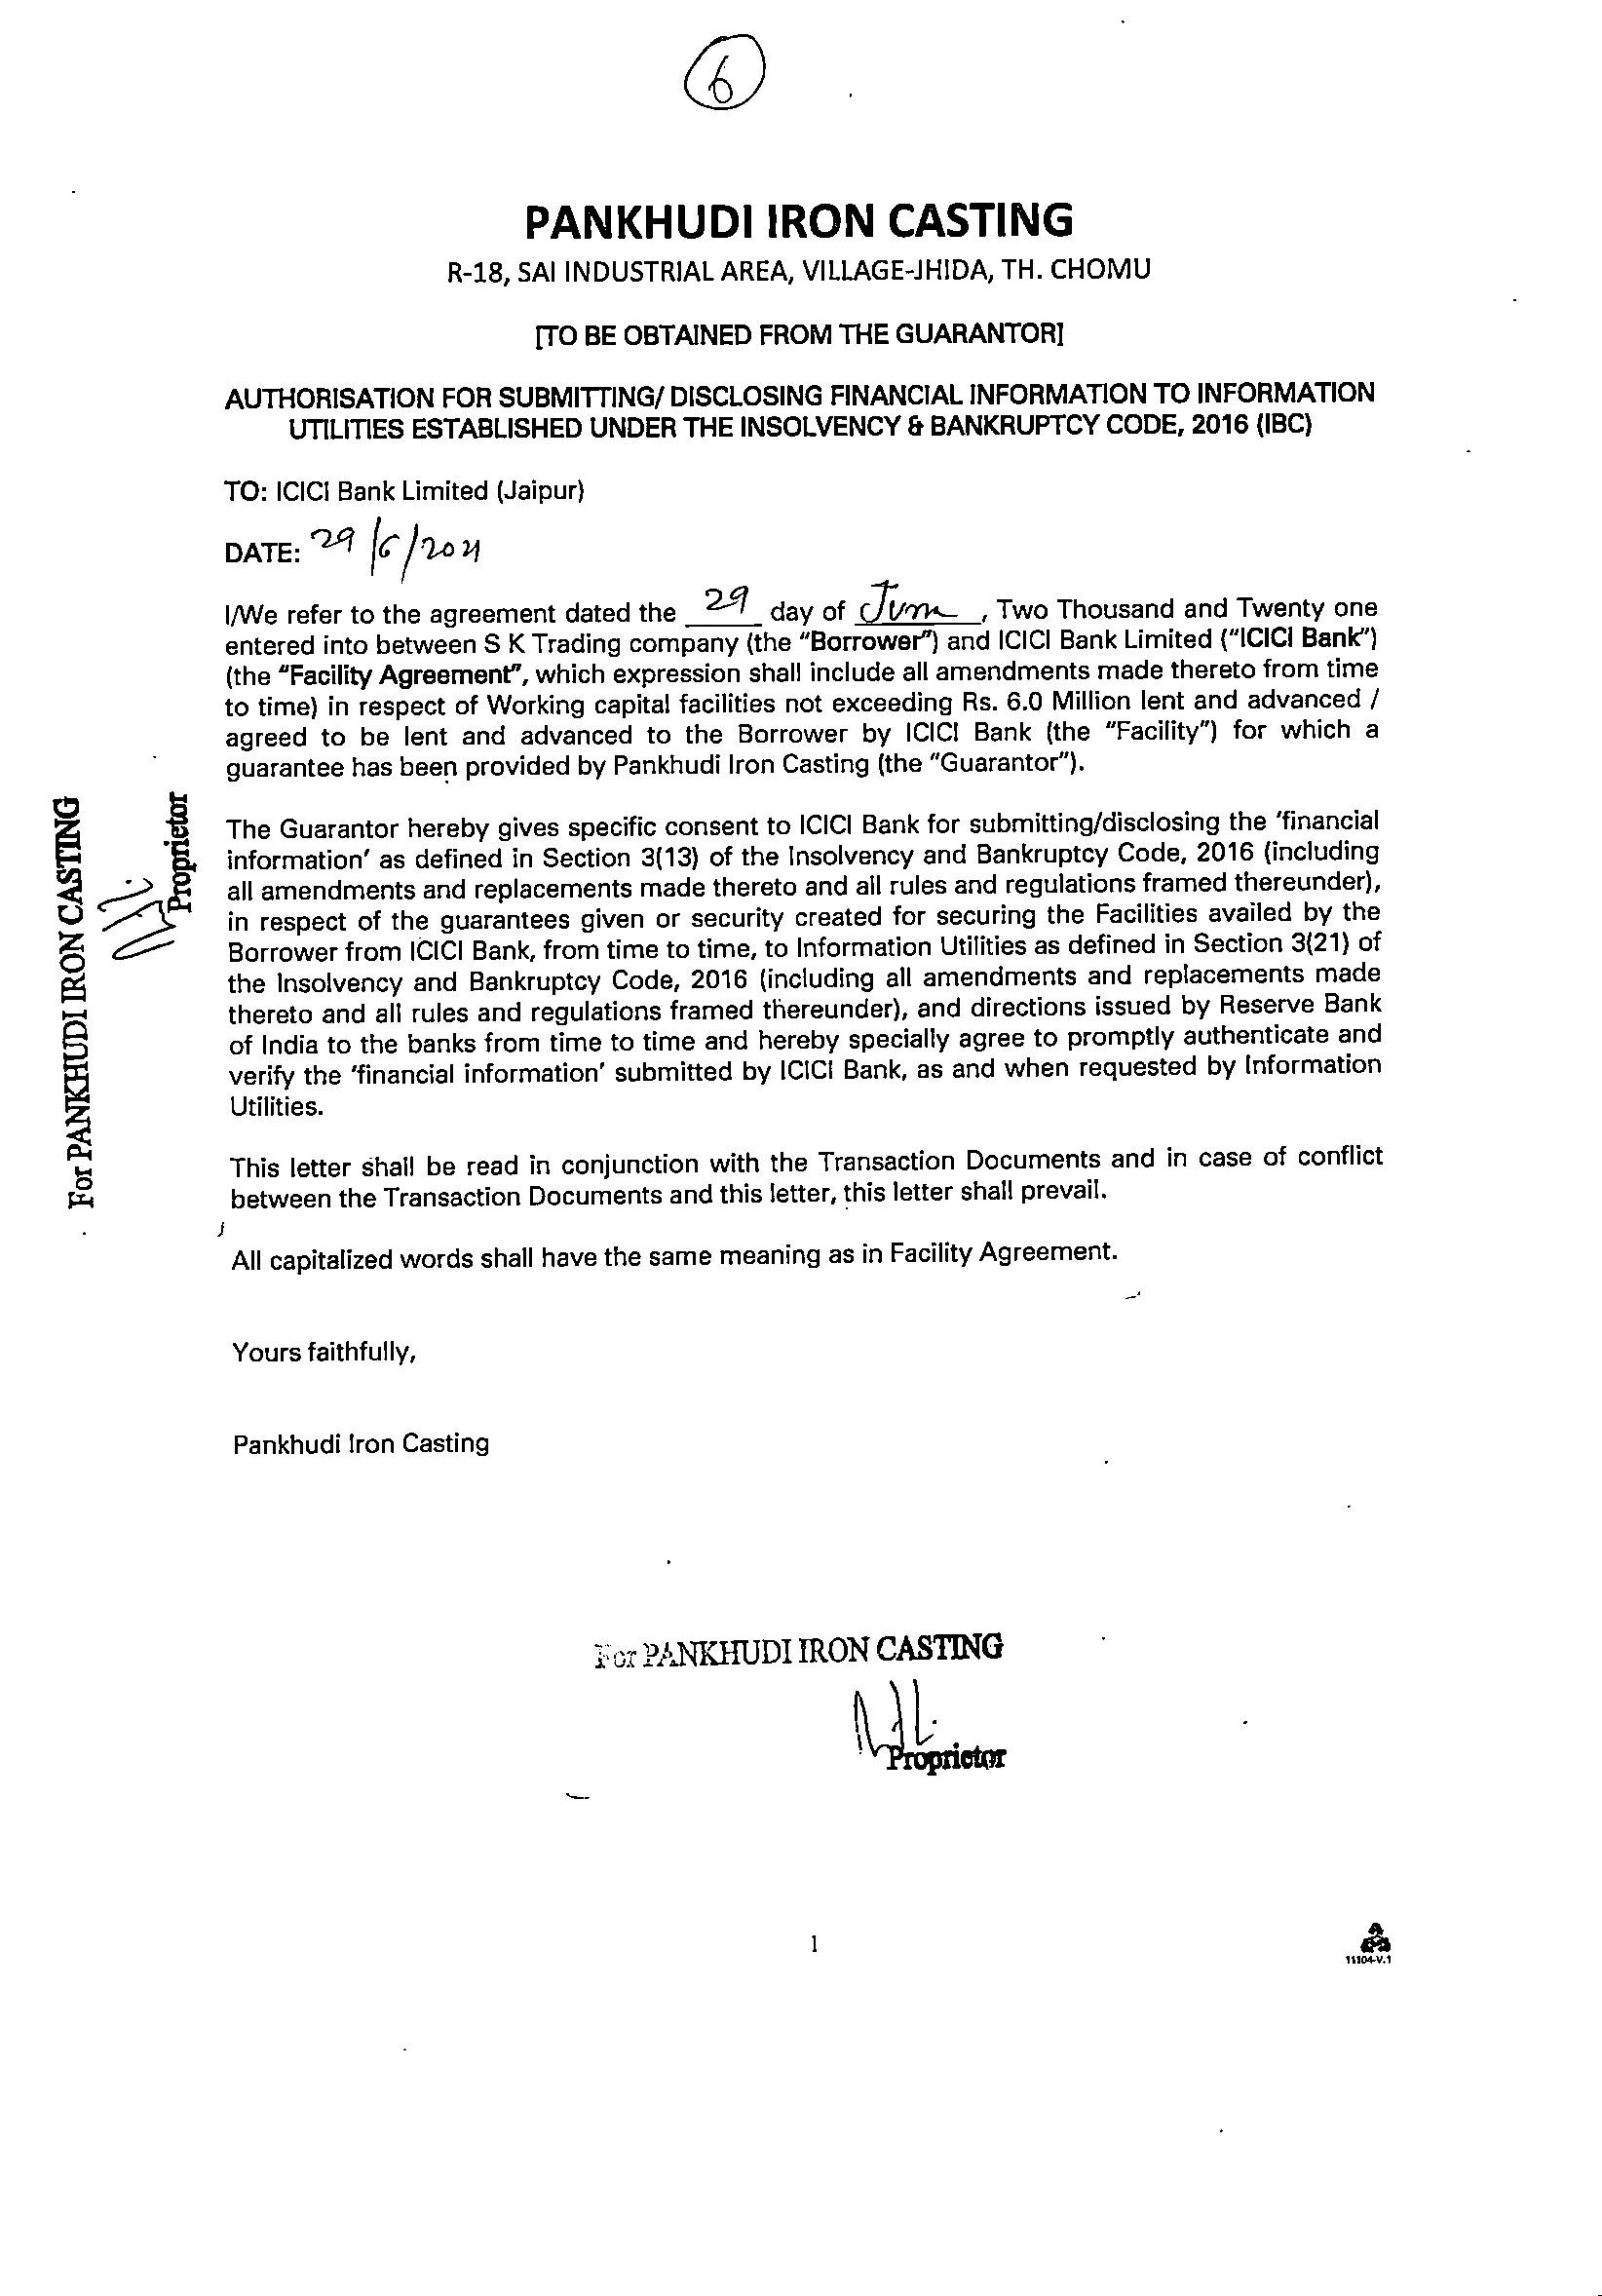 6
PANKHUDI IRON CASTING
R-18, SAI INDUSTRIAL AREA, VILLAGE-JHIDA, TH. CHOMU
[TO BE OBTAINED FROM THE GUARANTOR]
AUTHORISATION FOR SUBMITTING/ DISCLOSING FINANCIAL INFORMATION TO INFORMATION
UTILITIES ESTABLISHED UNDER THE INSOLVENCY & BANKRUPTCY CODE, 2016 (IBC)
TO: ICICI Bank Limited (Jaipur)
DATE: 29/6/2021
I/We refer to the agreement dated the 29 day of June, Two Thousand and Twenty one
entered into between S K Trading company (the “Borrower”) and ICICI Bank Limited (“ICICI Bank”)
(the “Facility Agreement”, which expression shall include all amendments made thereto from time
to time) in respect of Working capital facilities not exceeding Rs. 6.0 Million lent and advanced /
agreed to be lent and advanced to the Borrower by ICICI Bank (the “Facility”) for which a
guarantee has been provided by Pankhudi Iron Casting (the “Guarantor”).
The Guarantor hereby gives specific consent to ICICI Bank for submitting/disclosing the ‘financial
information’ as defined in Section 3(13) of the Insolvency and Bankruptcy Code, 2016 (including
all amendments and replacements made thereto and all rules and regulations framed thereunder),
in respect of the guarantees given or security created for securing the Facilities availed by the
Borrower from ICICI Bank, from time to time, to Information Utilities as defined in Section 3(21) of
the Insolvency and Bankruptcy Code, 2016 (including all amendments and replacements made
thereto and all rules and regulations framed thereunder), and directions issued by Reserve Bank
of India to the banks from time to time and hereby specially agree to promptly authenticate and
verify the ‘financial information’ submitted by ICICI Bank, as and when requested by Information
Utilities.
This letter shall be read in conjunction with the Transaction Documents and in case of conflict
between the Transaction Documents and this letter, this letter shall prevail.
All capitalized words shall have the same meaning as in Facility Agreement.
Yours faithfully,
Pankhudi Iron Casting
For PANKHUDI IRON CASTING
Proprietor
For PANKHUDI IRON CASTING
Proprietor
1
11104-V.1